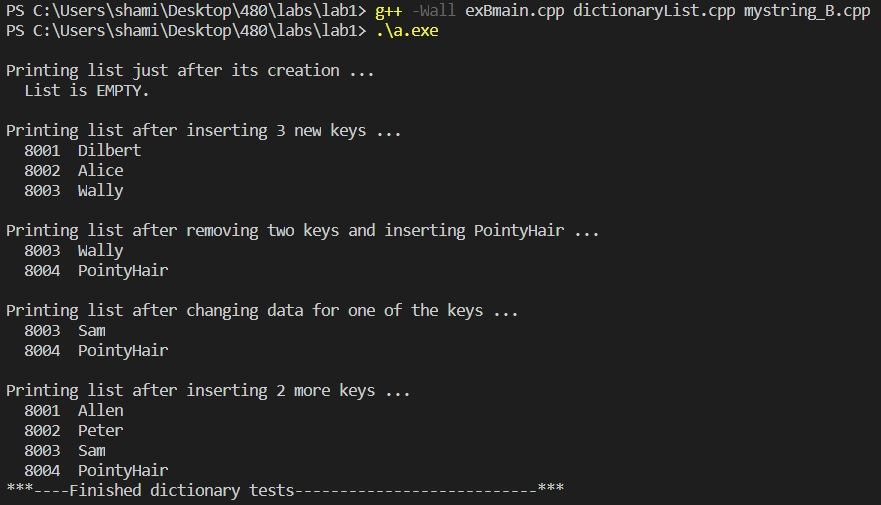 PS C:\Users\shami\Desktop\480\labs\lab1> g++ -Wall exBmain.cpp dictionaryList.cpp mystring_B.cpp
PS C:\Users\shami\Desktop\480\labs\lab1> .\a.exe
Printing list just after its creation ...
List is EMPTY.
Printing list after inserting 3 new keys ...
8001 Dilbert
8002 Alice
8003 Wally
Printing list after removing two keys and inserting PointyHair ...
8003 Wally
8004 PointyHair
Printing list after changing data for one of the keys ...
8003 Sam
8004 PointyHair
Printing list after inserting 2 more keys ...
8001 Allen
8002 Peter
8003 Sam
8004 PointyHair
***----Finished dictionary tests---------------------------***